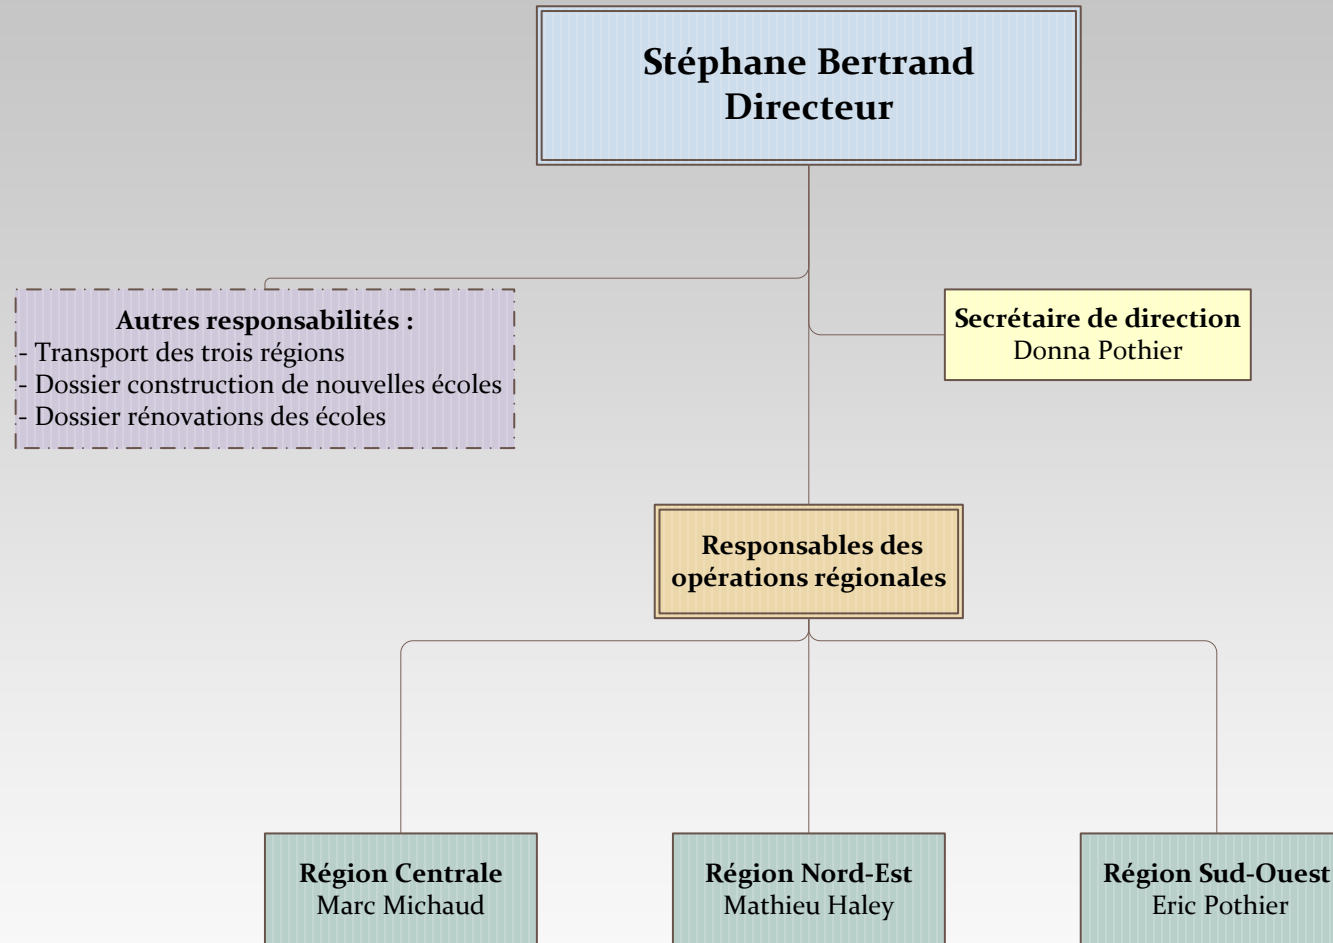 Stéphane Bertrand
Directeur
Autres responsabilités :
- Transport des trois régions
- Dossier construction de nouvelles écoles
- Dossier rénovations des écoles
Secrétaire de direction
Donna Pothier
Responsables des
opérations régionales
Région Centrale
Marc Michaud
Région Nord-Est
Mathieu Haley
Région Sud-Ouest
Eric Pothier